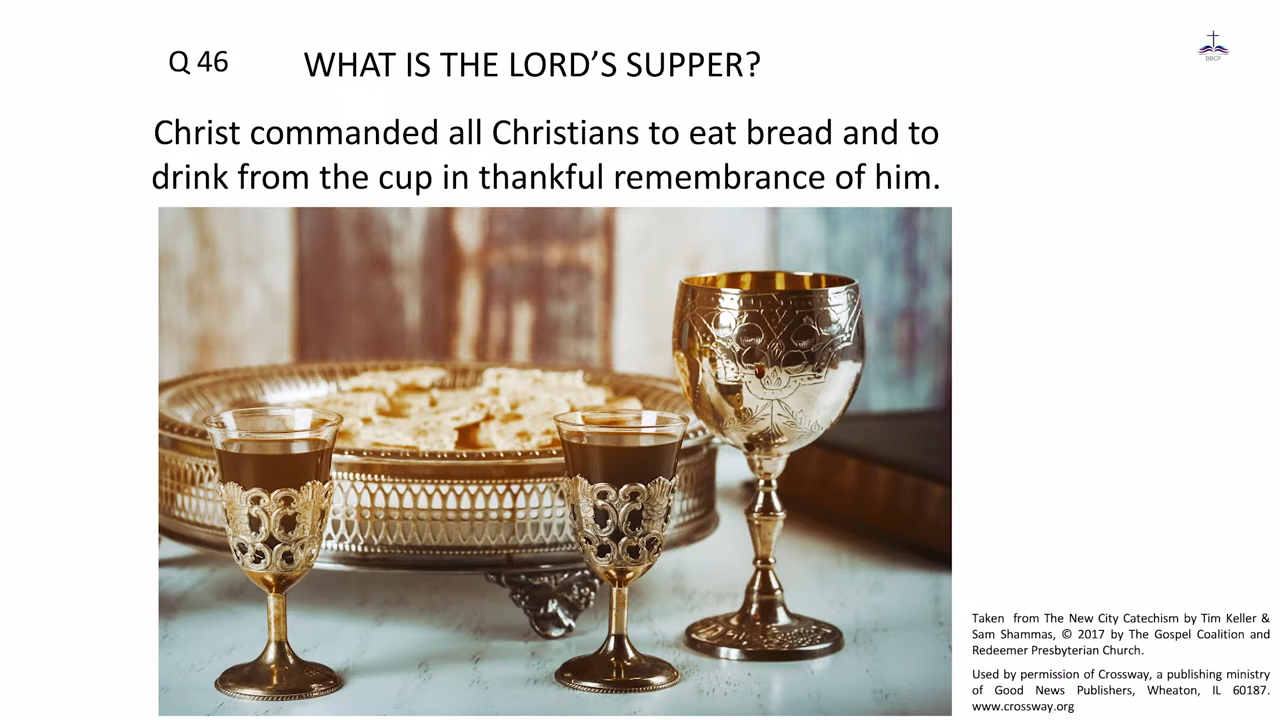 Q 46 WHAT IS THE LORD'S SUPPER?
BBCF
Christ commanded all Christians to eat bread and to
drink from the cup in thankful remembrance of him.
Taken from The New City Catechism by Tim Keller &
Sam Shammas, © 2017 by The Gospel Coalition and
Redeemer Presbyterian Church.
Used by permission of Crossway, a publishing ministry
of Good News Publishers, Wheaton, IL 60187.
www.crossway.org